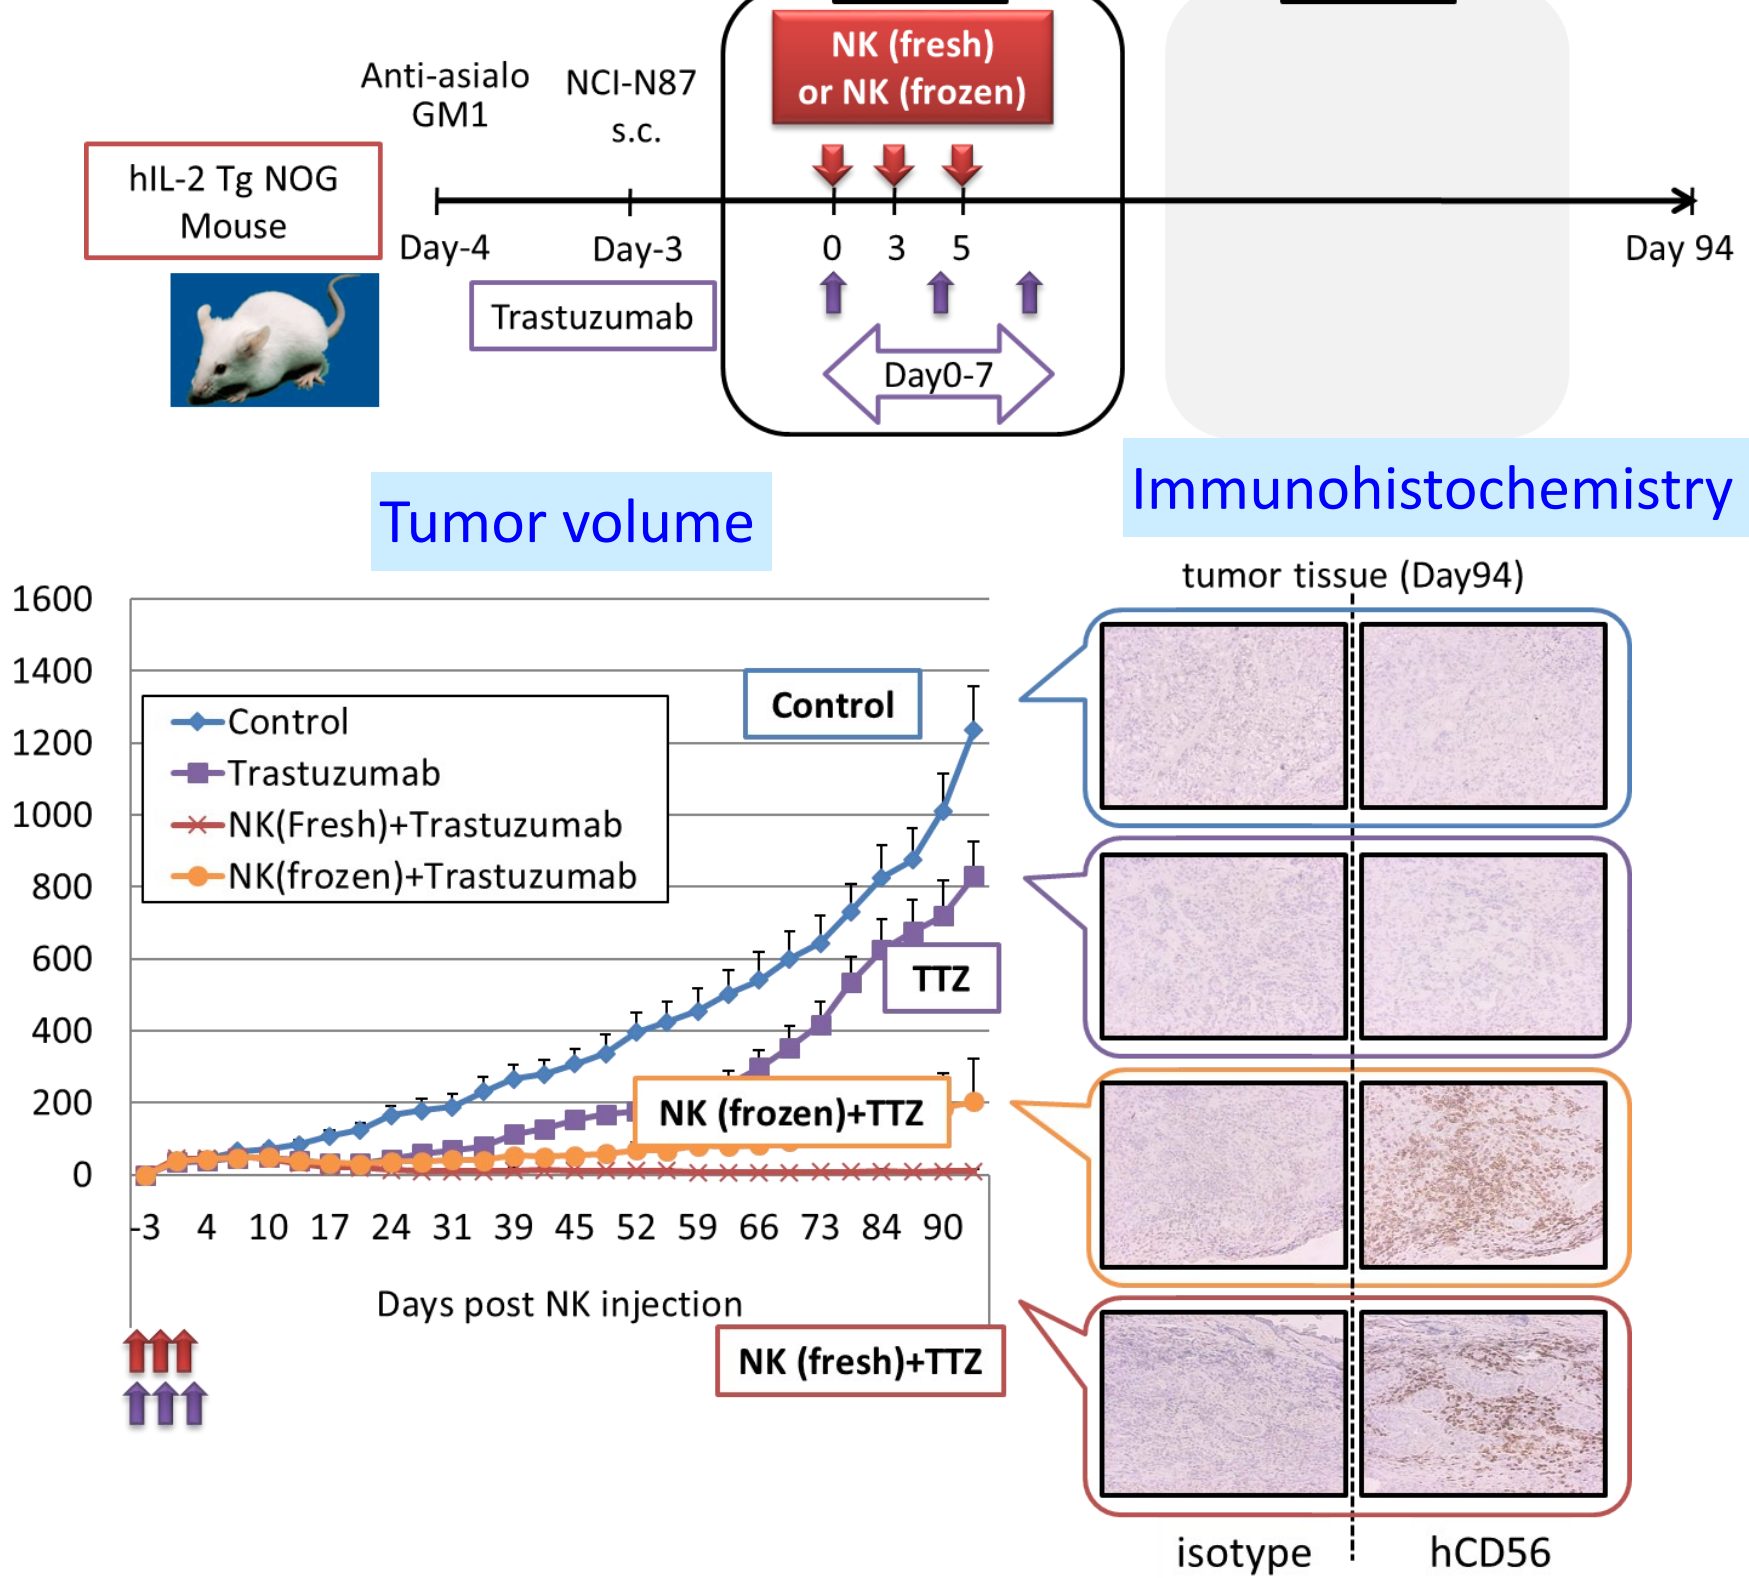 NK (fresh)
or NK (frozen)
Anti-asialo
GM1
NCI-N87
s.c.
hIL-2 Tg NOG
Mouse
Day-4
Day-3
0
3
5
Day 94
Trastuzumab
Day0-7
Tumor volume
Immunohistochemistry
tumor tissue (Day94)
1600
1400
1200
1000
800
600
400
200
0
Control
Trastuzumab
NK(Fresh)+Trastuzumab
NK(frozen)+Trastuzumab
Control
TTZ
NK (frozen)+TTZ
-3 4 10 17 24 31 39 45 52 59 66 73 84 90
Days post NK injection
NK (fresh)+TTZ
isotype
hCD56